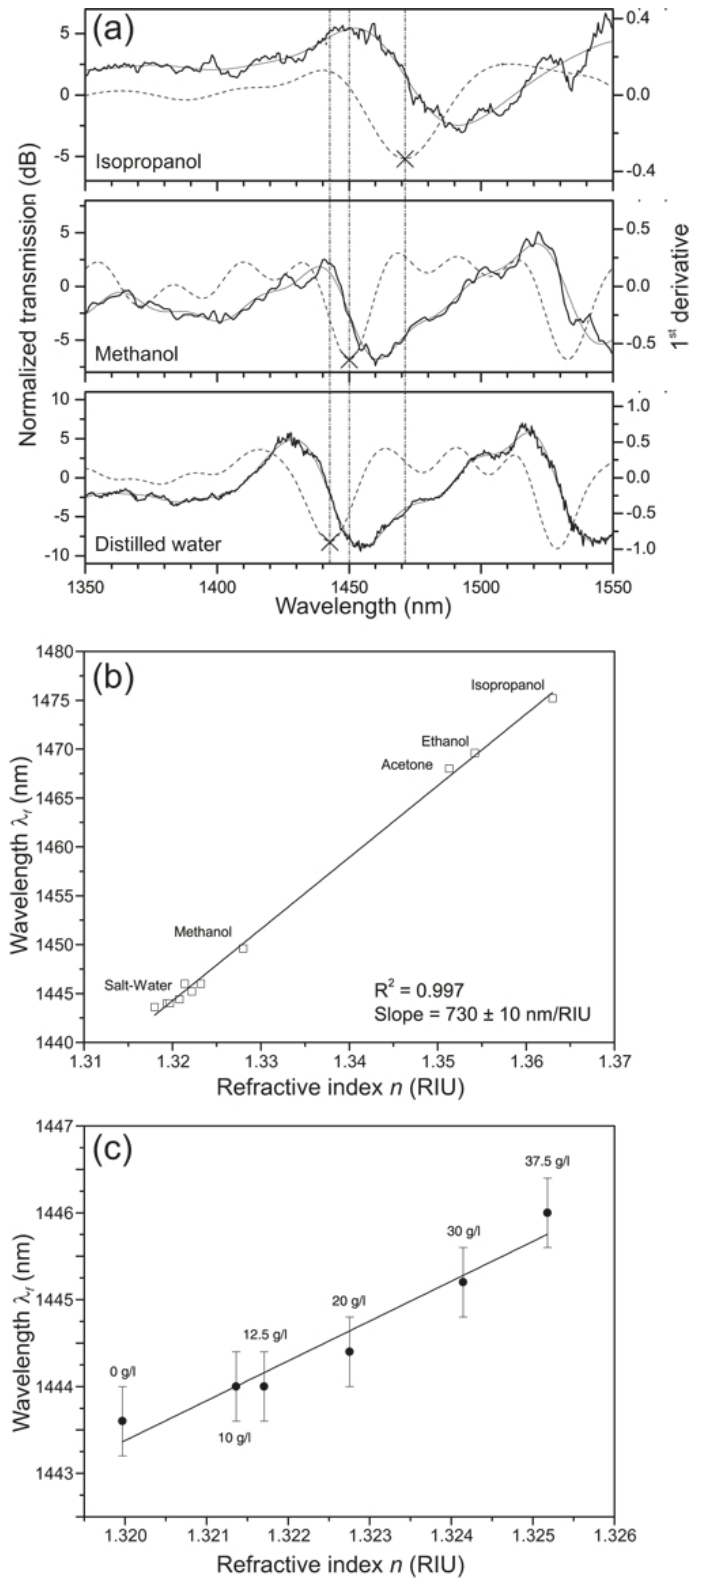 (a)
5
0
-5
0.4
0.0
-0.4
Isopropanol
5
0
-5
0.5
0.0
-0.5
Methanol
10
5
0
-5
-10
1.0
0.5
0.0
-0.5
-1.0
Distilled water
Normalized transmission (dB)
1st derivative
1350 1400 1450 1500 1550
Wavelength (nm)
(b)
1480
1475
1470
1465
1460
1455
1450
1445
1440
Wavelength λf (nm)
Isopropanol
Ethanol
Acetone
Methanol
Salt-Water
R2 = 0.997
Slope = 730 ± 10 nm/RIU
1.31 1.32 1.33 1.34 1.35 1.36 1.37
Refractive index n (RIU)
(c)
1447
1446
1445
1444
1443
Wavelength λf (nm)
37.5 g/l
30 g/l
20 g/l
12.5 g/l
0 g/l
10 g/l
1.320 1.321 1.322 1.323 1.324 1.325 1.326
Refractive index n (RIU)